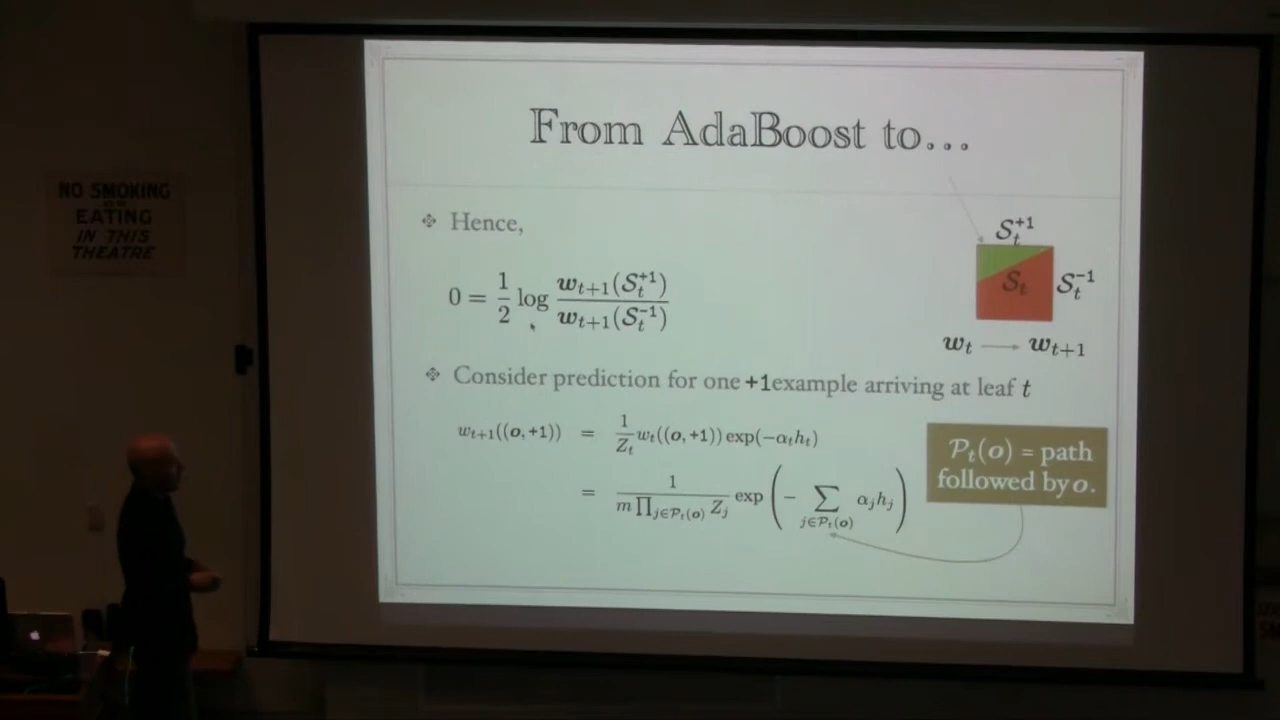 NO SMOKING
OR
EATING
IN THIS
THEATRE
From AdaBoost to...
Hence,
0 = 1/2 log w_{t+1}(S_t^{+1}) / w_{t+1}(S_t^{-1})
S_t^{+1}
S_t
S_t^{-1}
w_t → w_{t+1}
Consider prediction for one +1example arriving at leaf t
w_{t+1}((o,+1)) = 1/Z_t w_t((o,+1)) exp(−α_t h_t)
= 1 / (m ∏_{j∈P_t(o)} Z_j) exp(− ∑_{j∈P_t(o)} α_j h_j)
P_t(o) = path
followed by o.